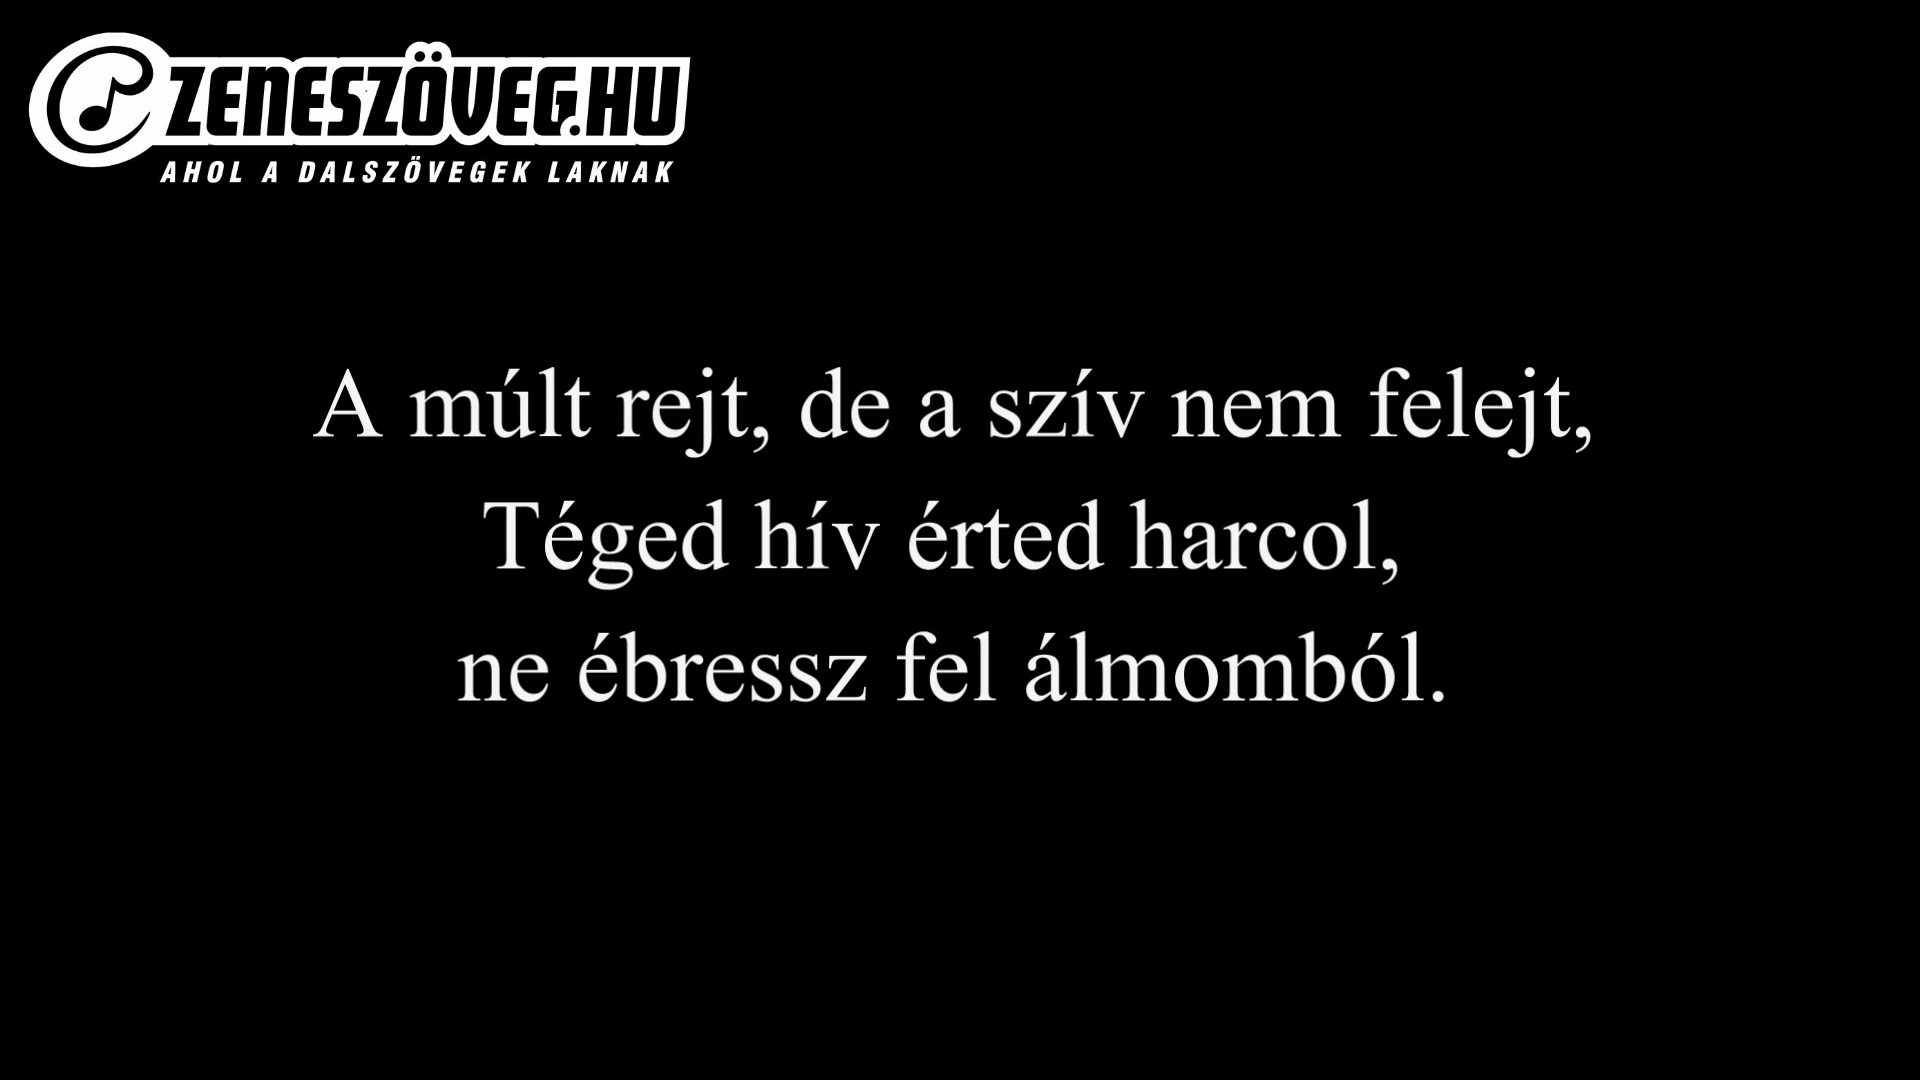 ZENESZÖVEG.HU
AHOL A DALSZÖVEGEK LAKNAK
A múlt rejt, de a szív nem felejt,
Téged hív érted harcol,
ne ébressz fel álmomból.